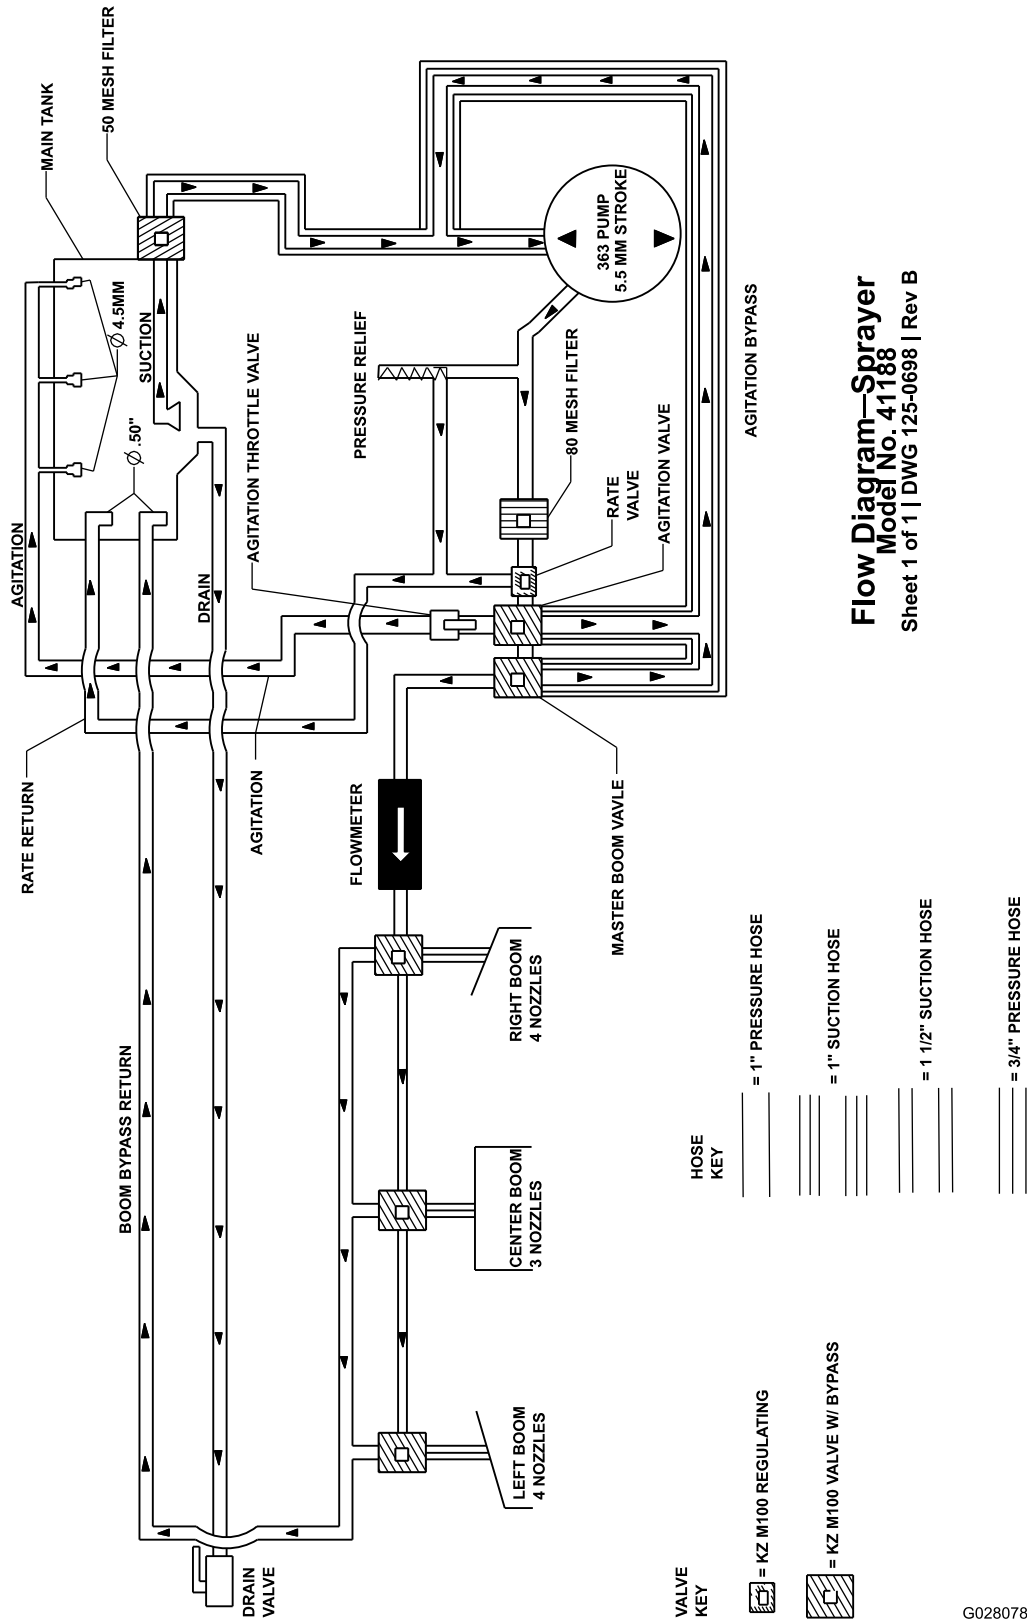 50 MESH FILTER
MAIN TANK
AGITATION
Ø 4.5MM
SUCTION
Ø .50"
DRAIN
AGITATION THROTTLE VALVE
PRESSURE RELIEF
363 PUMP
5.5 MM STROKE
80 MESH FILTER
RATE
VALVE
AGITATION VALVE
AGITATION BYPASS
RATE RETURN
AGITATION
FLOWMETER
MASTER BOOM VAVLE
BOOM BYPASS RETURN
RIGHT BOOM
4 NOZZLES
CENTER BOOM
3 NOZZLES
LEFT BOOM
4 NOZZLES
DRAIN
VALVE
Flow Diagram—Sprayer
Model No. 41188
Sheet 1 of 1 | DWG 125-0698 | Rev B
HOSE
KEY
= 1" PRESSURE HOSE
= 1" SUCTION HOSE
= 1 1/2" SUCTION HOSE
= 3/4" PRESSURE HOSE
VALVE
KEY
= KZ M100 REGULATING
= KZ M100 VALVE W/ BYPASS
G028078